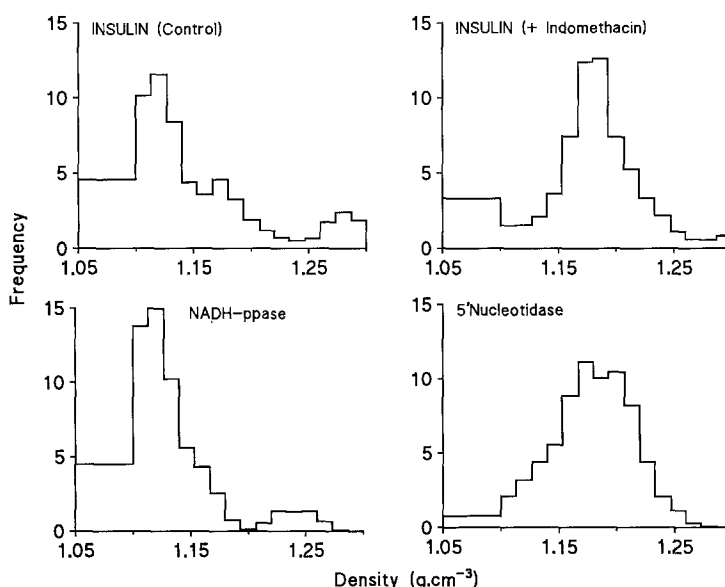 INSULIN (Control)
15
10
5
0
1.05 1.15 1.25
INSULIN (+ Indomethacin)
15
10
5
0
1.05 1.15 1.25
Frequency
NADH-ppase
15
10
5
0
1.05 1.15 1.25
5'Nucleotidase
15
10
5
0
1.05 1.15 1.25
Density (g.cm⁻³)